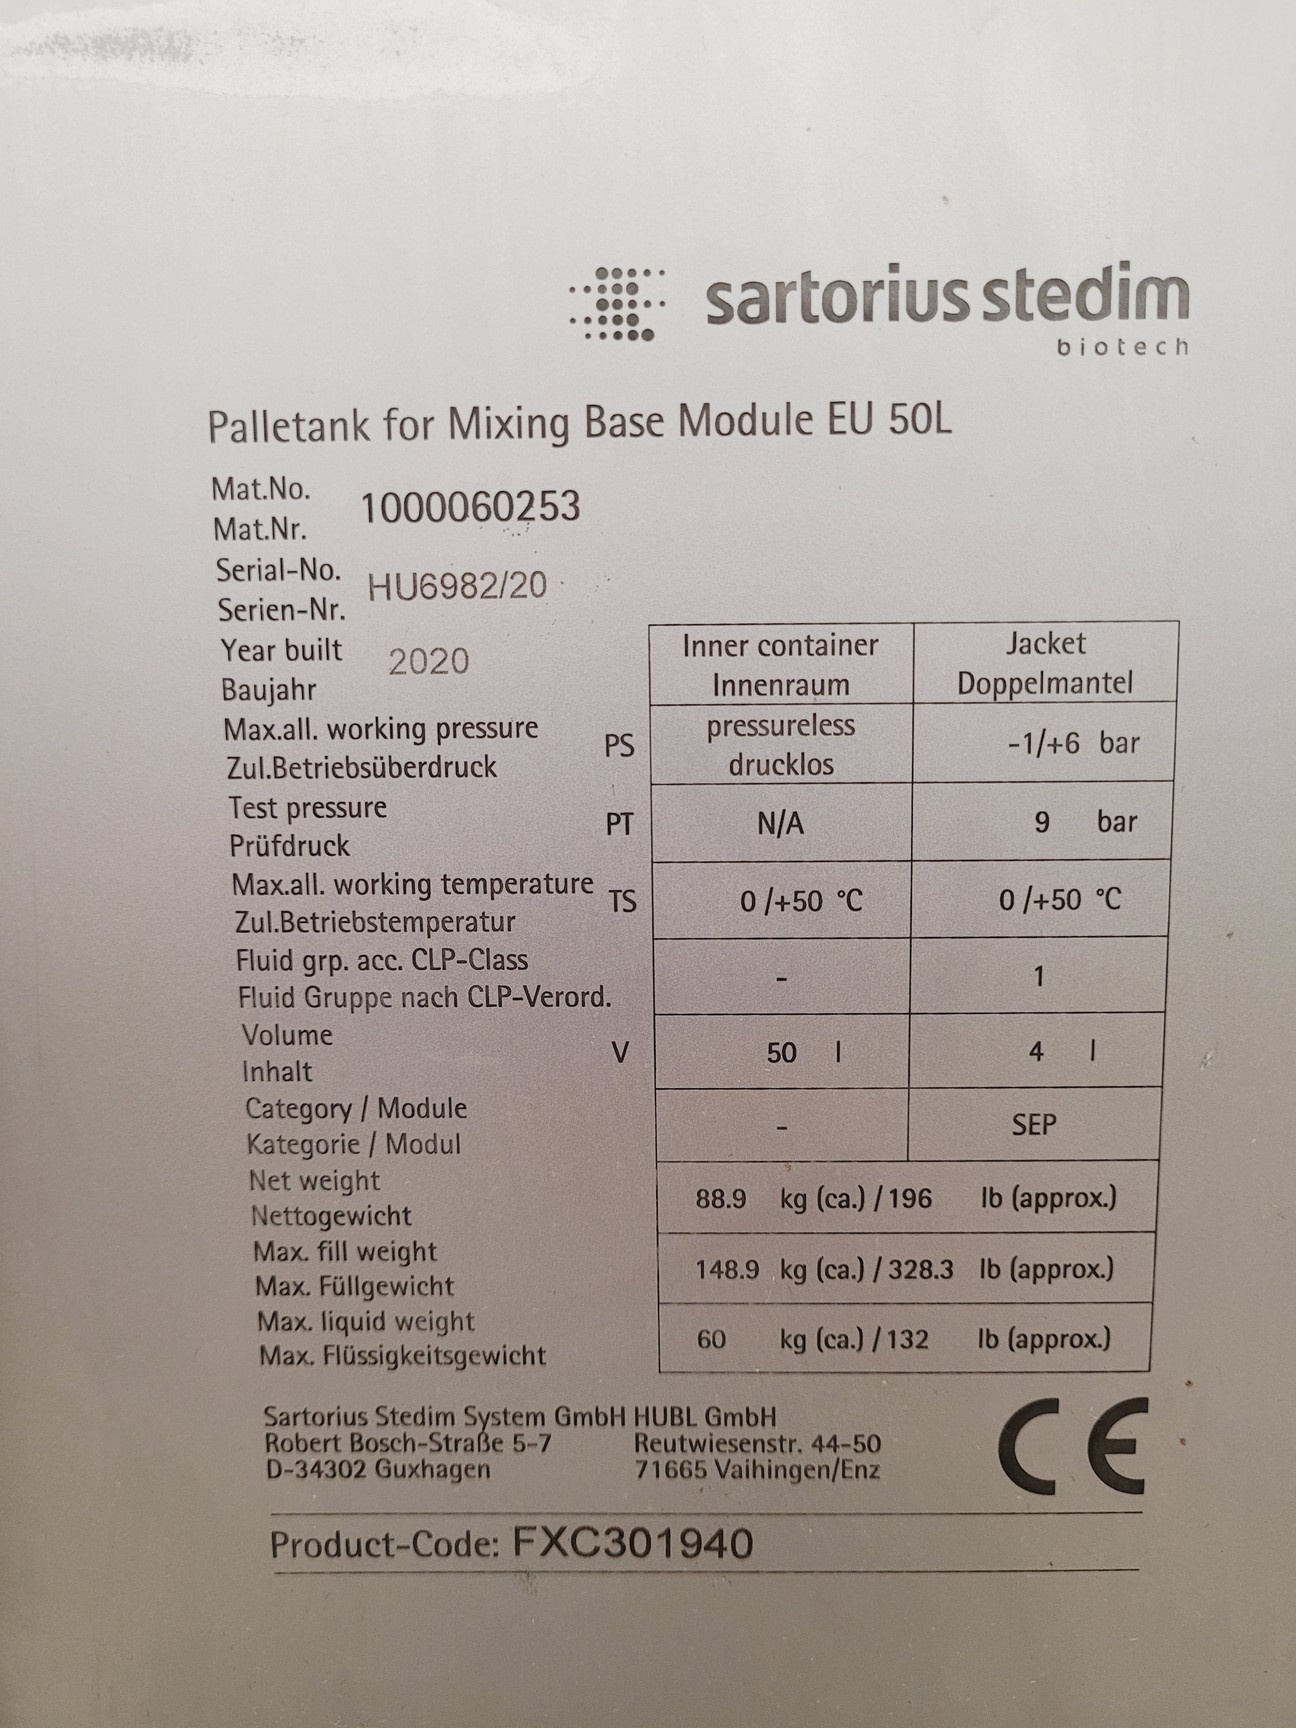 sartorius stedim
biotech
Palletank for Mixing Base Module EU 50L
Mat.No.
Mat.Nr.
1000060253
Serial-No.
Serien-Nr.
HU6982/20
Year built
Baujahr
2020
Inner container
Innenraum
Jacket
Doppelmantel
Max.all. working pressure
Zul.Betriebsüberdruck
PS
pressureless
drucklos
-1/+6 bar
Test pressure
Prüfdruck
PT
N/A
9 bar
Max.all. working temperature
Zul.Betriebstemperatur
TS
0 /+50 °C
0 /+50 °C
Fluid grp. acc. CLP-Class
Fluid Gruppe nach CLP-Verord.
-
1
Volume
Inhalt
V
50 l
4 l
Category / Module
Kategorie / Modul
-
SEP
Net weight
Nettogewicht
88.9 kg (ca.) / 196 lb (approx.)
Max. fill weight
Max. Füllgewicht
148.9 kg (ca.) / 328.3 lb (approx.)
Max. liquid weight
Max. Flüssigkeitsgewicht
60 kg (ca.) / 132 lb (approx.)
Sartorius Stedim System GmbH HUBL GmbH
Robert Bosch-Straße 5-7 Reutwiesenstr. 44-50
D-34302 Guxhagen 71665 Vaihingen/Enz
CE
Product-Code: FXC301940